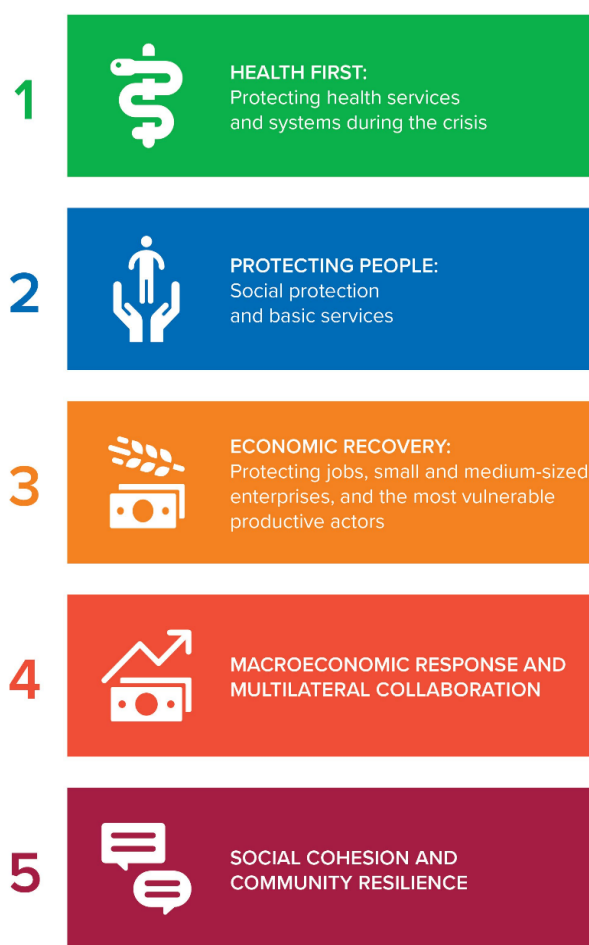 1
HEALTH FIRST:
Protecting health services
and systems during the crisis
2
PROTECTING PEOPLE:
Social protection
and basic services
3
ECONOMIC RECOVERY:
Protecting jobs, small and medium-sized
enterprises, and the most vulnerable
productive actors
4
MACROECONOMIC RESPONSE AND
MULTILATERAL COLLABORATION
5
SOCIAL COHESION AND
COMMUNITY RESILIENCE